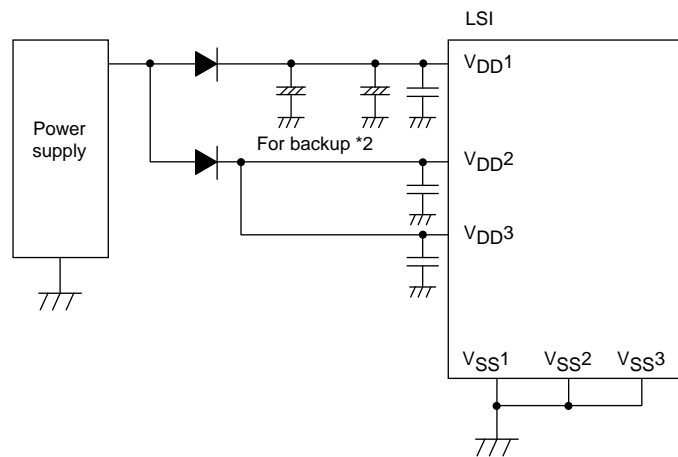 LSI
VDD1
Power
supply
For backup *2
VDD2
VDD3
VSS1 VSS2 VSS3